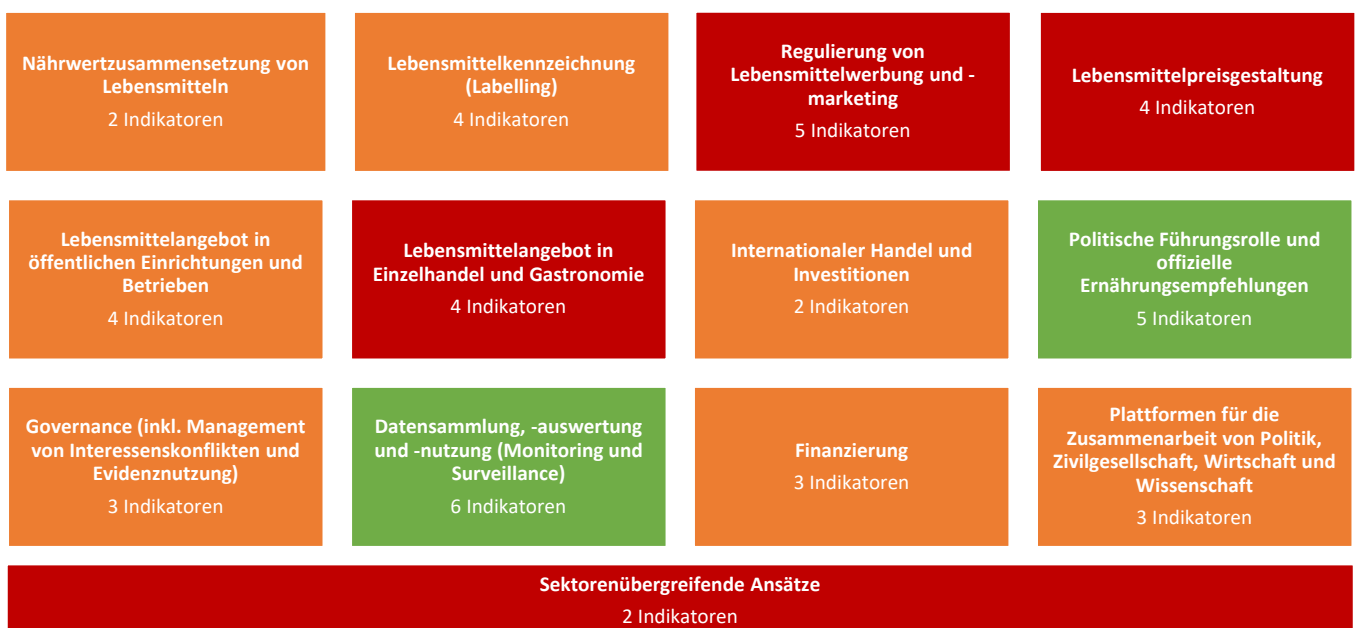 Nährwertzusammensetzung von
Lebensmitteln
2 Indikatoren
Lebensmittelkennzeichnung
(Labelling)
4 Indikatoren
Regulierung von
Lebensmittelwerbung und -
marketing
5 Indikatoren
Lebensmittelpreisgestaltung
4 Indikatoren
Lebensmittelangebot in
öffentlichen Einrichtungen und
Betrieben
4 Indikatoren
Lebensmittelangebot in
Einzelhandel und Gastronomie
4 Indikatoren
Internationaler Handel und
Investitionen
2 Indikatoren
Politische Führungsrolle und
offizielle
Ernährungsempfehlungen
5 Indikatoren
Governance (inkl. Management
von Interessenskonflikten und
Evidenznutzung)
3 Indikatoren
Datensammlung, -auswertung
und -nutzung (Monitoring und
Surveillance)
6 Indikatoren
Finanzierung
3 Indikatoren
Plattformen für die
Zusammenarbeit von Politik,
Zivilgesellschaft, Wirtschaft und
Wissenschaft
3 Indikatoren
Sektorenübergreifende Ansätze
2 Indikatoren